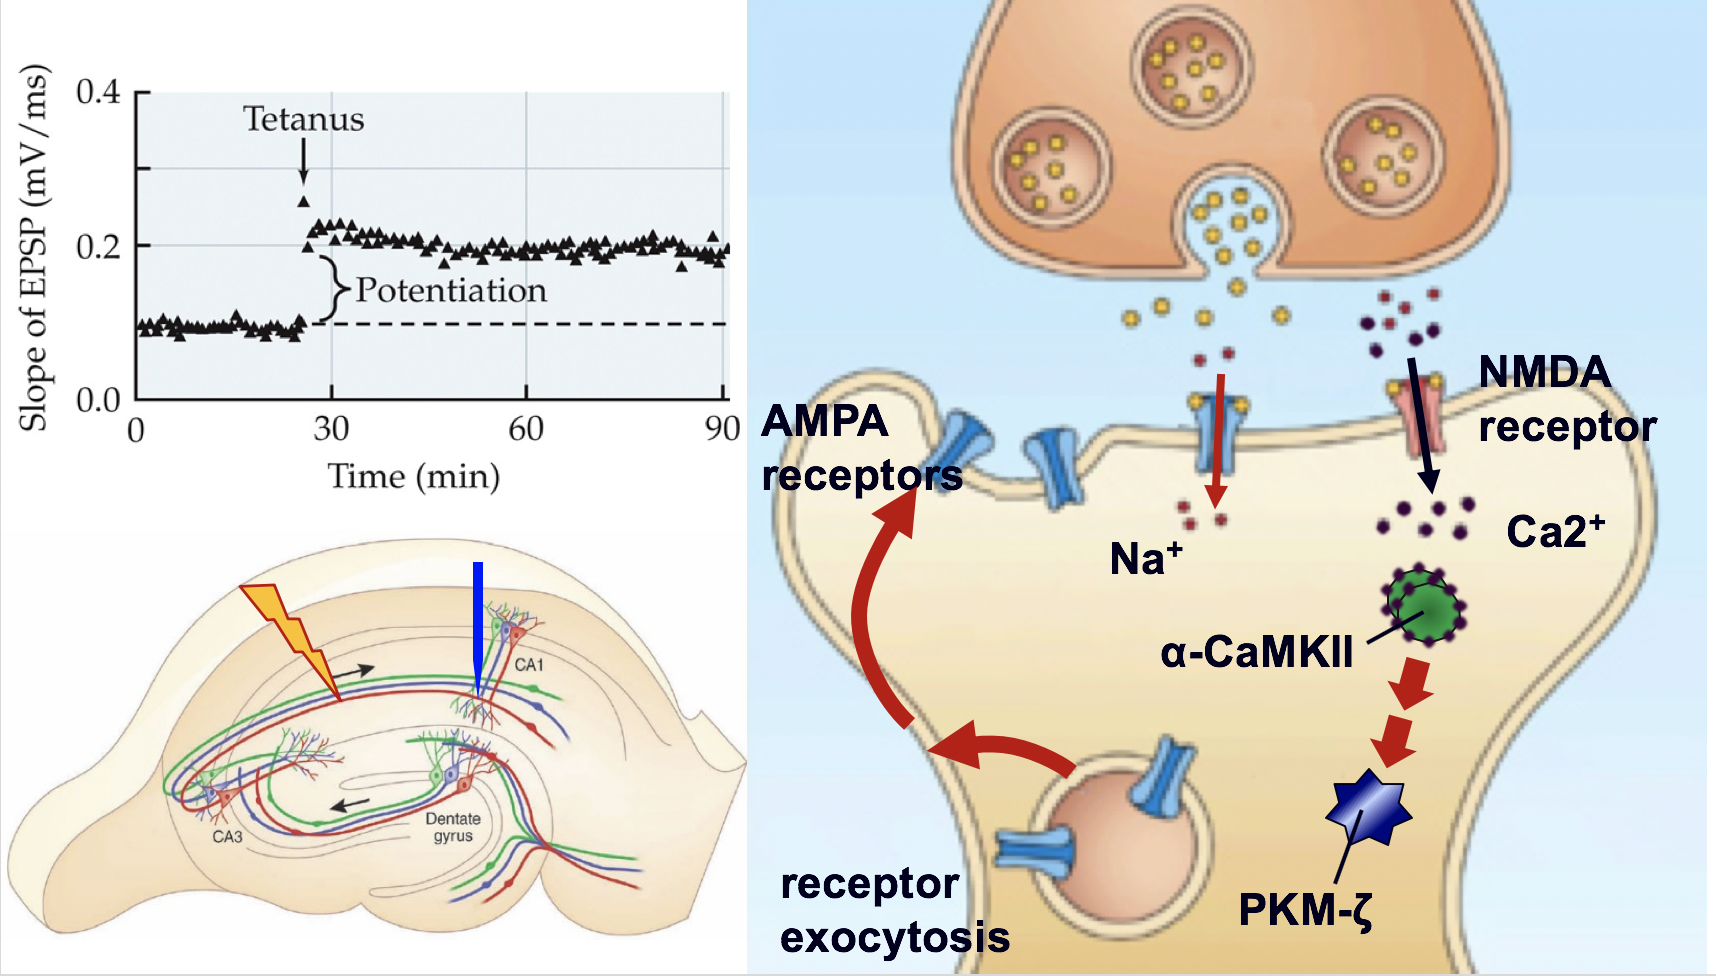 0.4
Tetanus
0.2
Potentiation
0.0
Slope of EPSP (mV/ms)
0
30
60
90
Time (min)
CA1
CA3
Dentate
gyrus
AMPA
receptors
NMDA
receptor
Na⁺
Ca2⁺
α-CaMKII
PKM-ζ
receptor
exocytosis